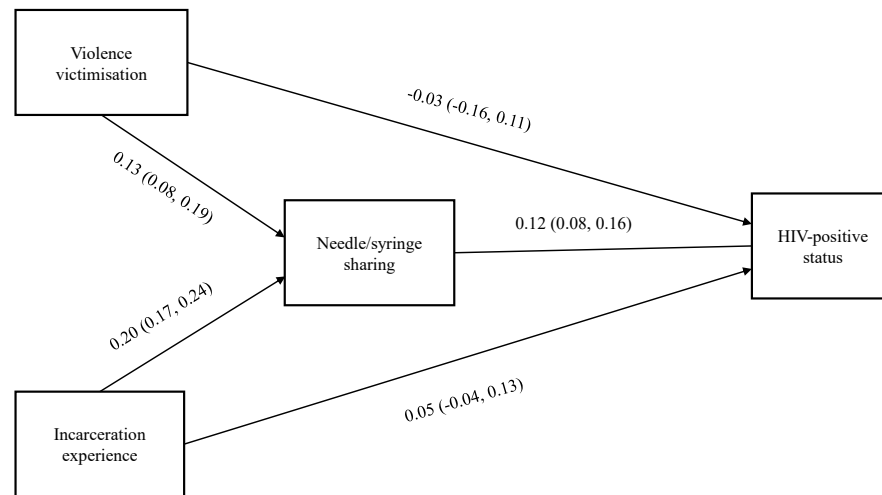 Violence
victimisation
-0.03 (-0.16, 0.11)
0.13 (0.08, 0.19)
Needle/syringe
sharing
0.12 (0.08, 0.16)
HIV-positive
status
0.20 (0.17, 0.24)
0.05 (-0.04, 0.13)
Incarceration
experience